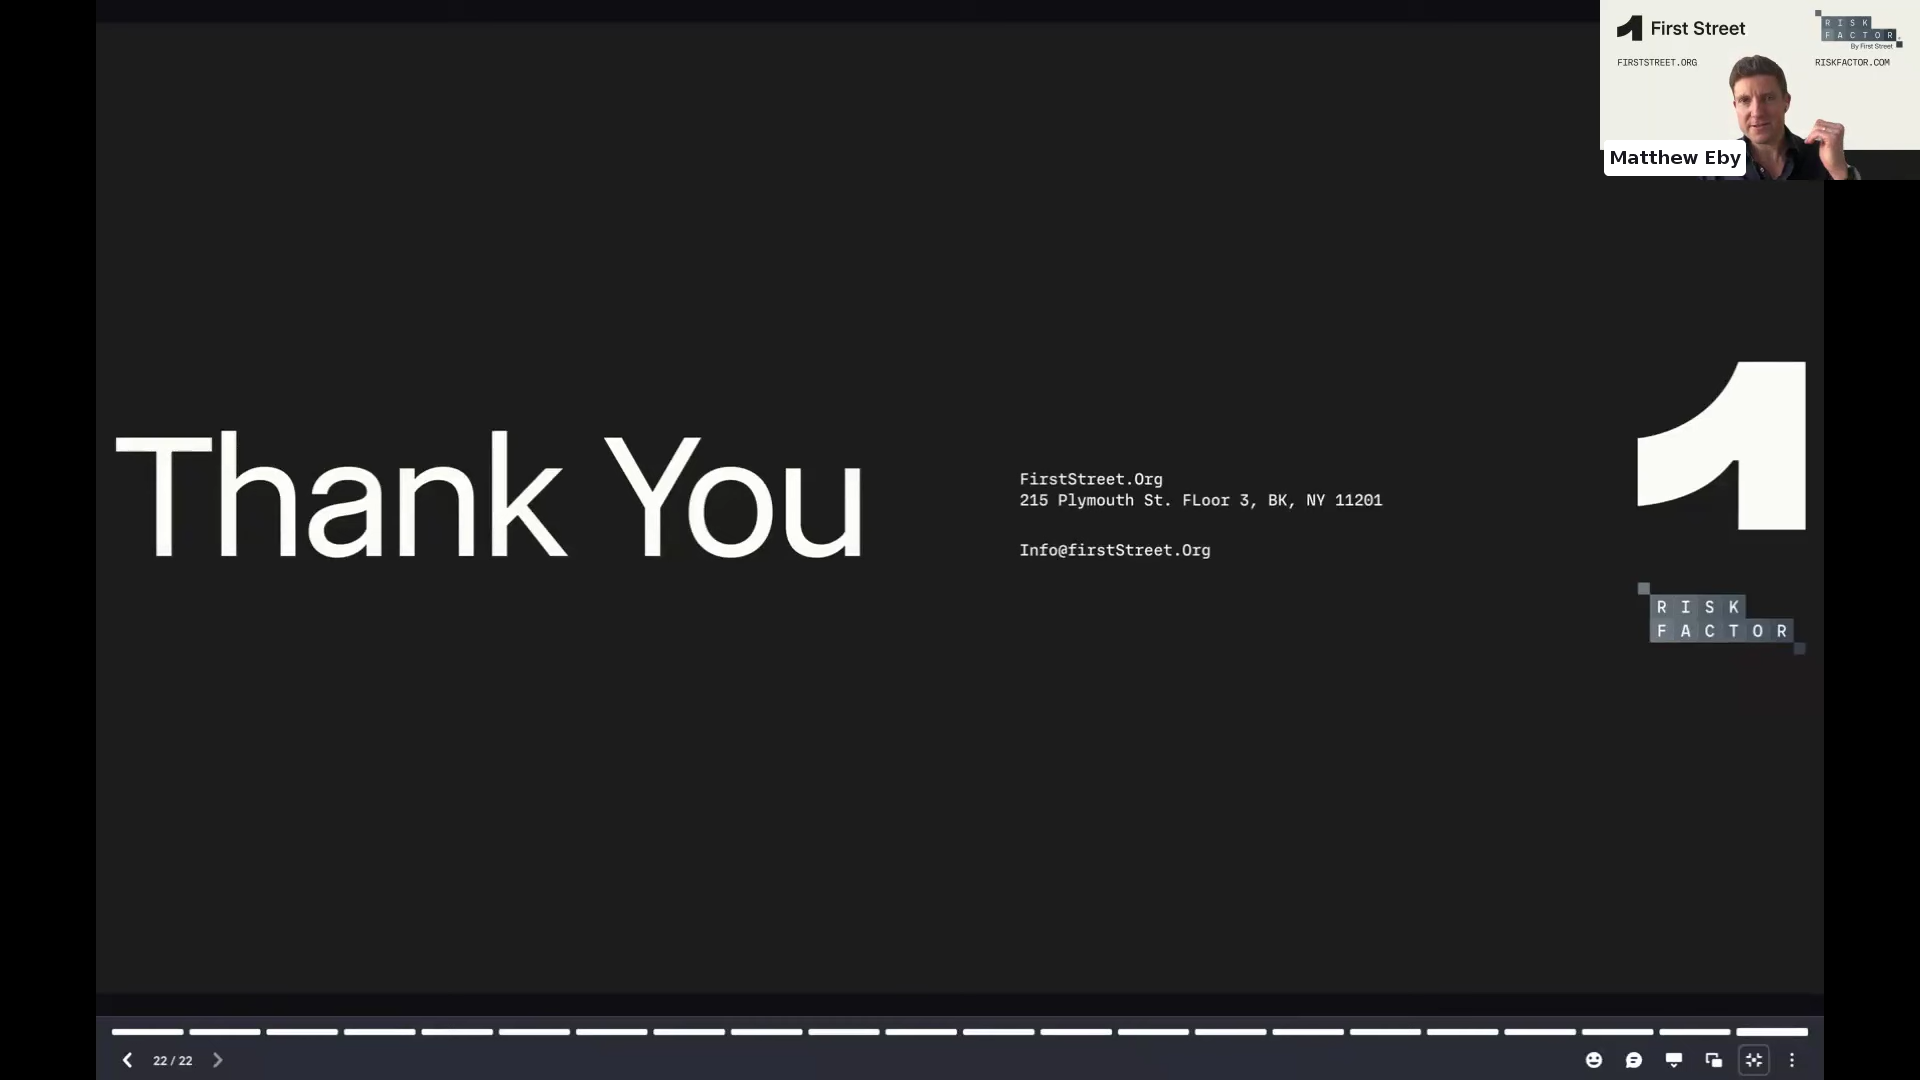 First Street
RISK
FACTOR
By First Street
FIRSTSTREET.ORG
RISKFACTOR.COM
Matthew Eby
Thank You
FirstStreet.Org
215 Plymouth St. FLoor 3, BK, NY 11201
Info@firstStreet.Org
1
RISK
FACTOR
22 / 22